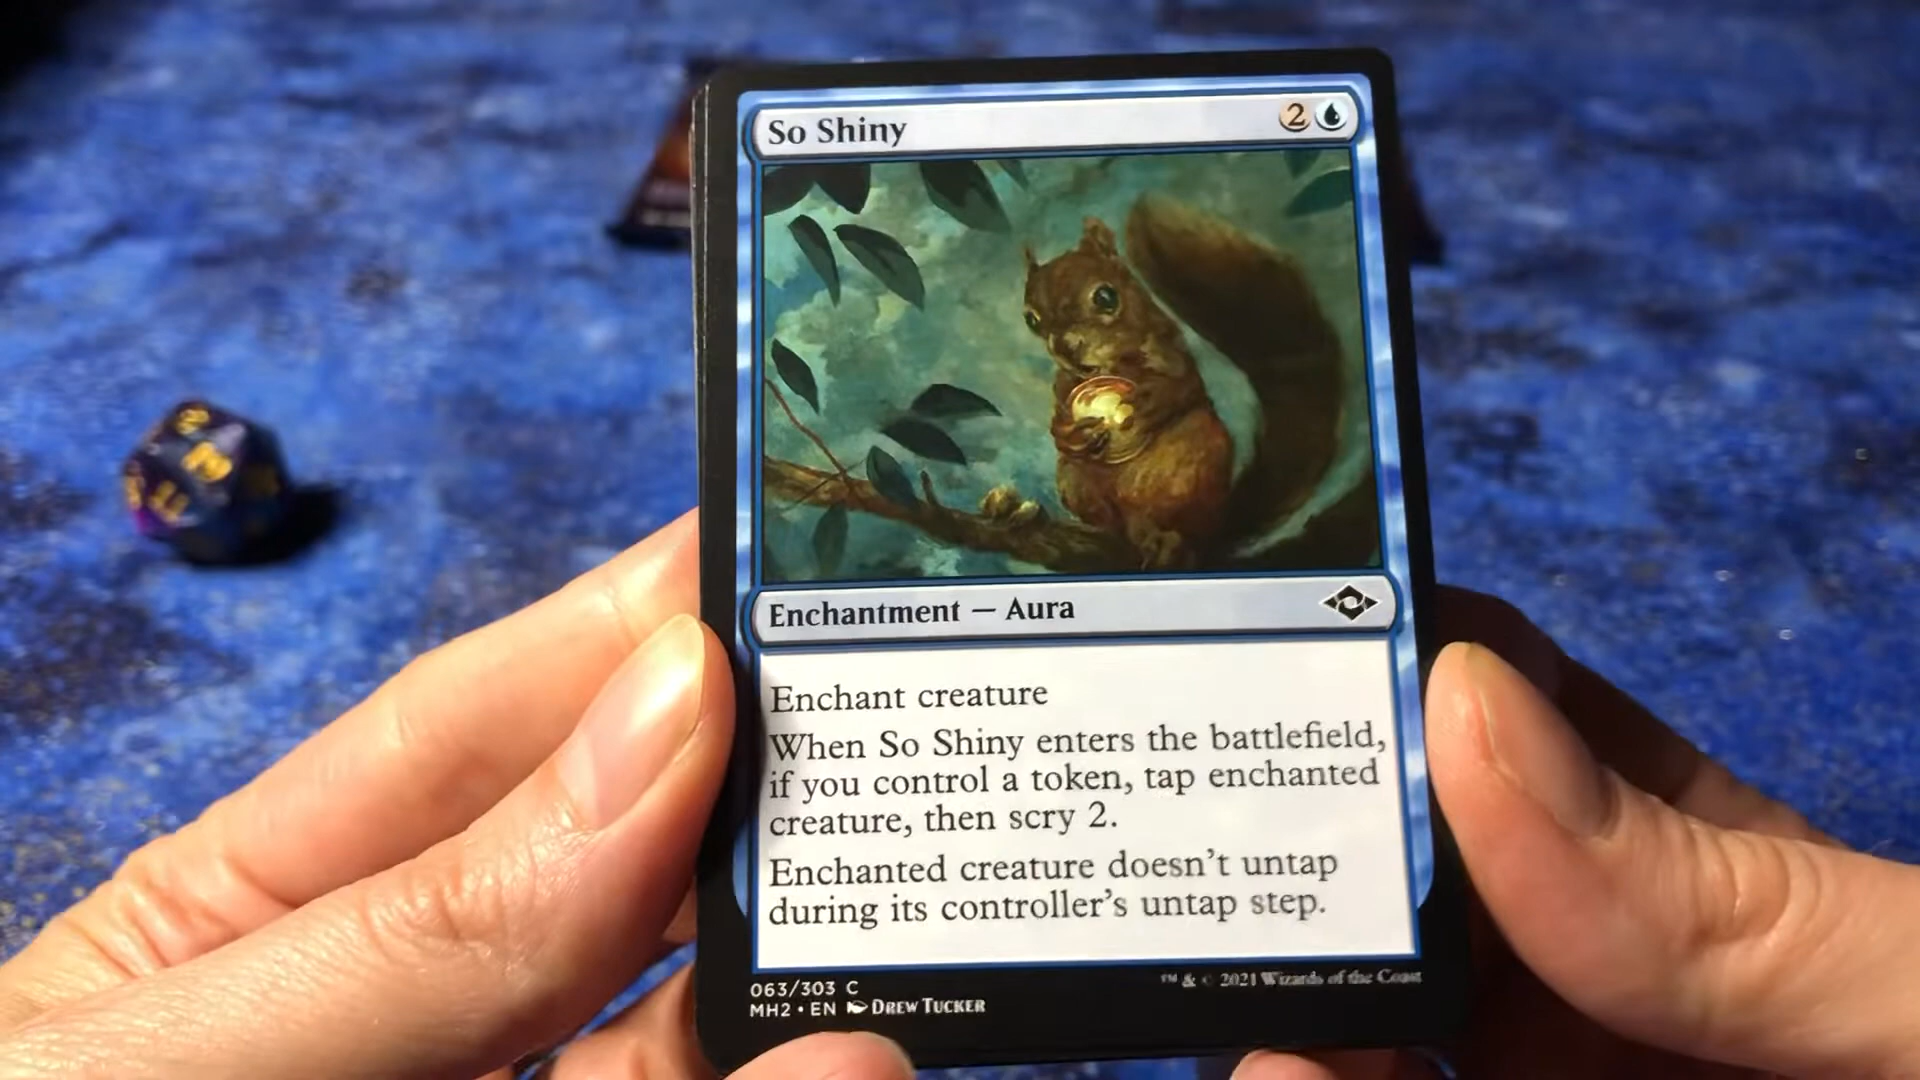 So Shiny 2
Enchantment — Aura
Enchant creature
When So Shiny enters the battlefield,
if you control a token, tap enchanted
creature, then scry 2.
Enchanted creature doesn't untap
during its controller's untap step.
063/303 C
MH2 • EN DREW TUCKER
™ & © 2021 Wizards of the Coast